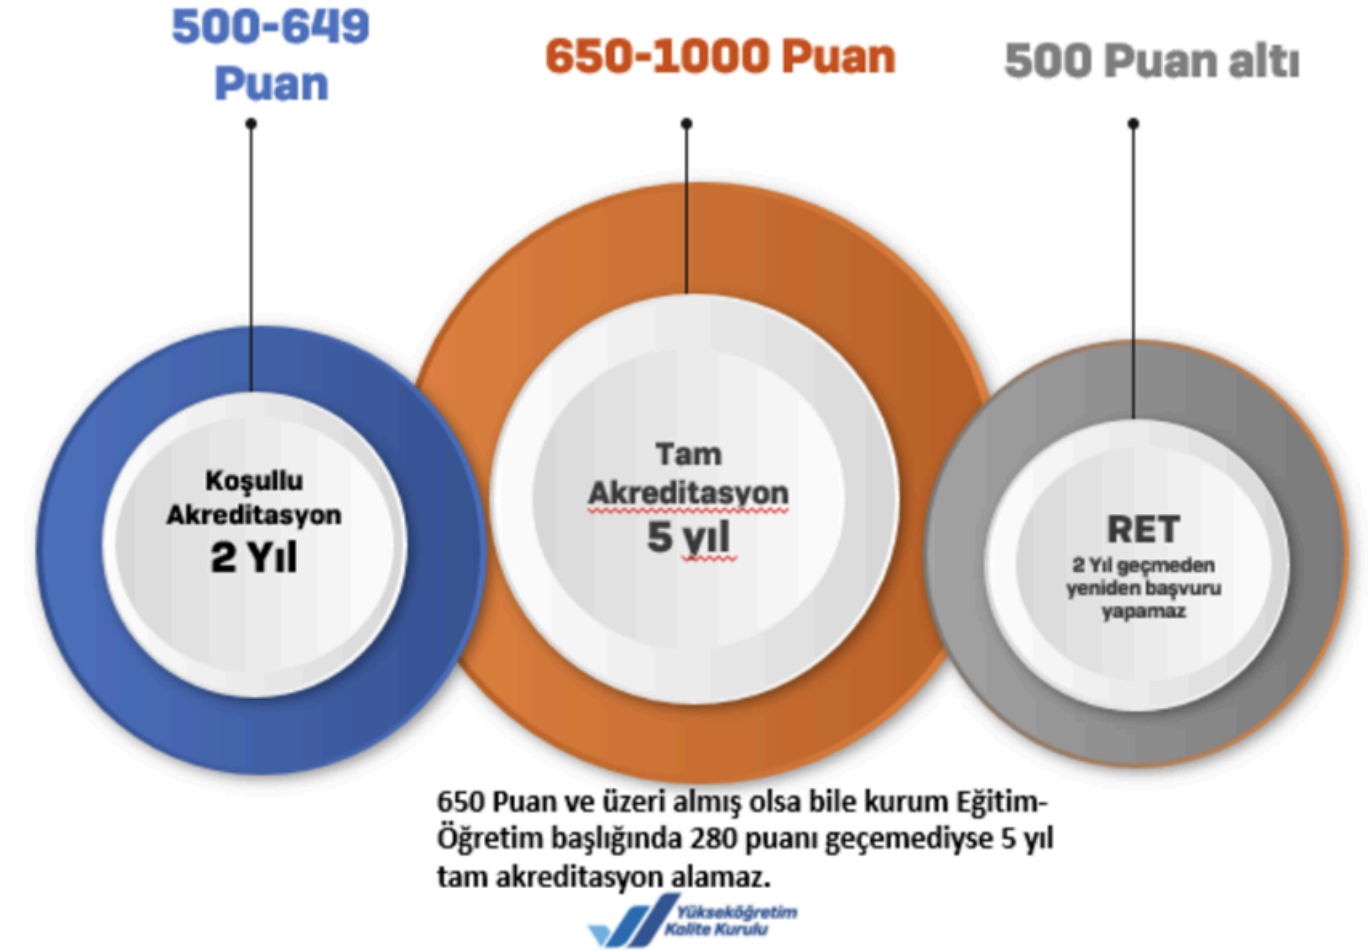 500-649
Puan
650-1000 Puan
500 Puan altı
Koşullu
Akreditasyon
2 Yıl
Tam
Akreditasyon
5 yıl
RET
2 Yıl geçmeden
yeniden başvuru
yapamaz
650 Puan ve üzeri almış olsa bile kurum Eğitim-
Öğretim başlığında 280 puanı geçemediyse 5 yıl
tam akreditasyon alamaz.
Yükseköğretim
Kalite Kurulu